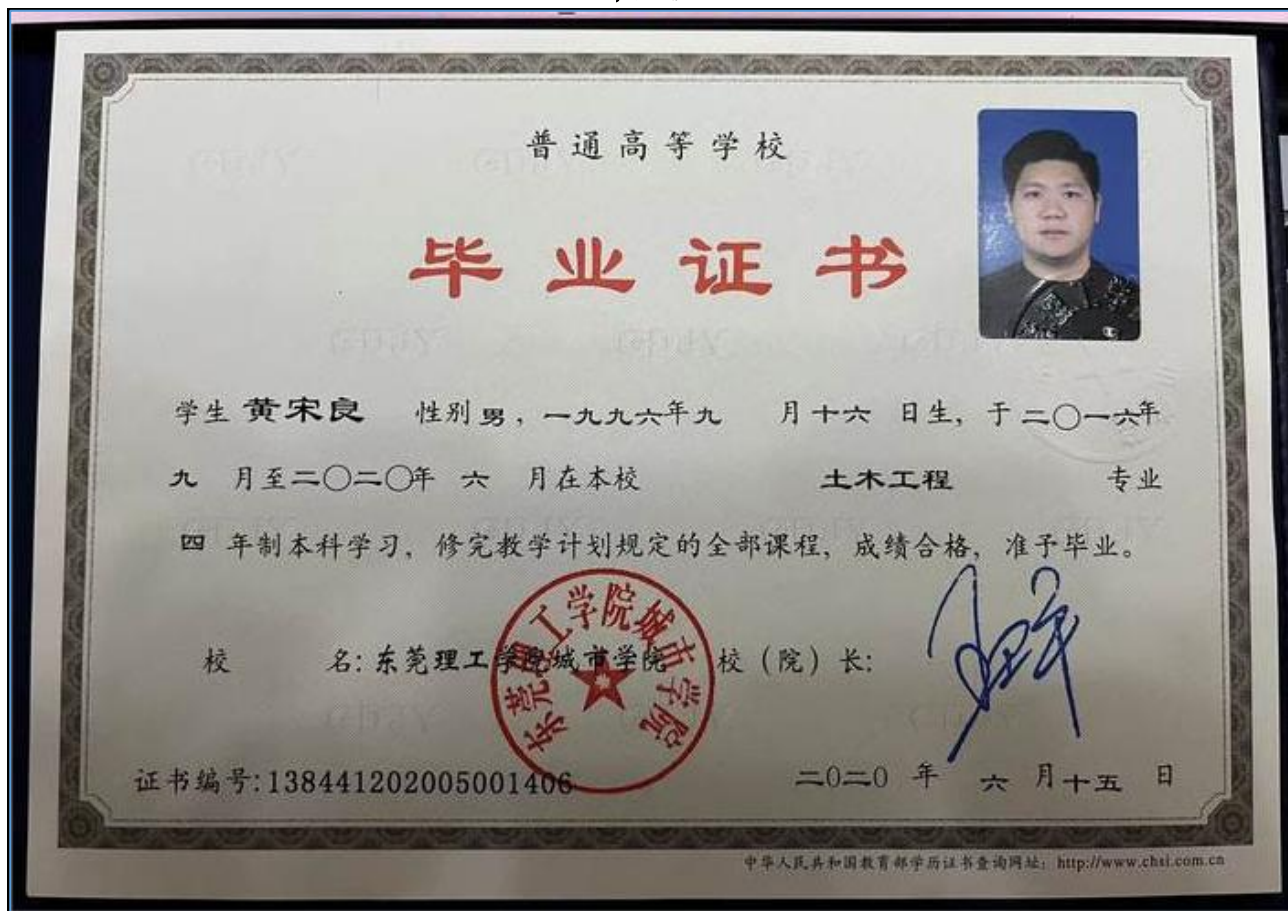 普通高等学校
毕业证书
学生 黄宋良 性别 男，一九九六年九 月十六 日生，于二〇一六年
九 月至二〇二〇年 六 月在本校 土木工程 专业
四 年制本科学习，修完教学计划规定的全部课程，成绩合格，准予毕业。
校 名：东莞理工学院城市学院 校（院）长：
东莞理工学院城市学院
证书编号：138441202005001406 二〇二〇 年 六 月十五 日
中华人民共和国教育部学历证书查询网址：http://www.chsi.com.cn